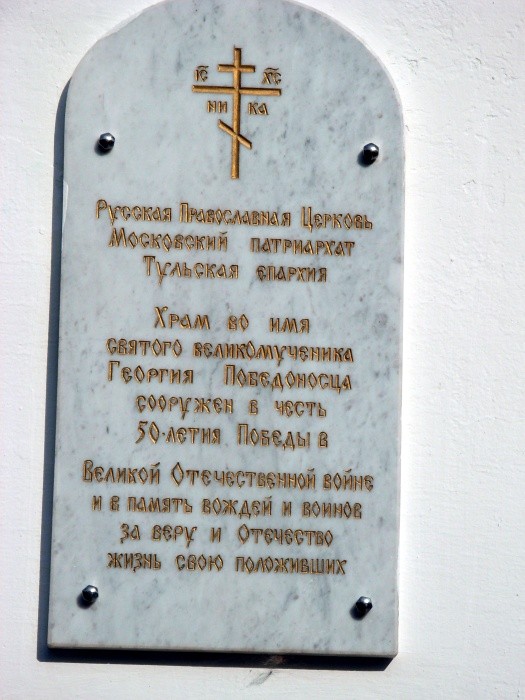 IС ХС
НИ КА
Русская Православная Церковь
Московский патриархат
Тульская епархия
Храм во имя
святого великомученика
Георгия Победоносца
сооружен в честь
50-летия Победы в
Великой Отечественной войне
и в память вождей и воинов
за веру и Отечество
жизнь свою положивших